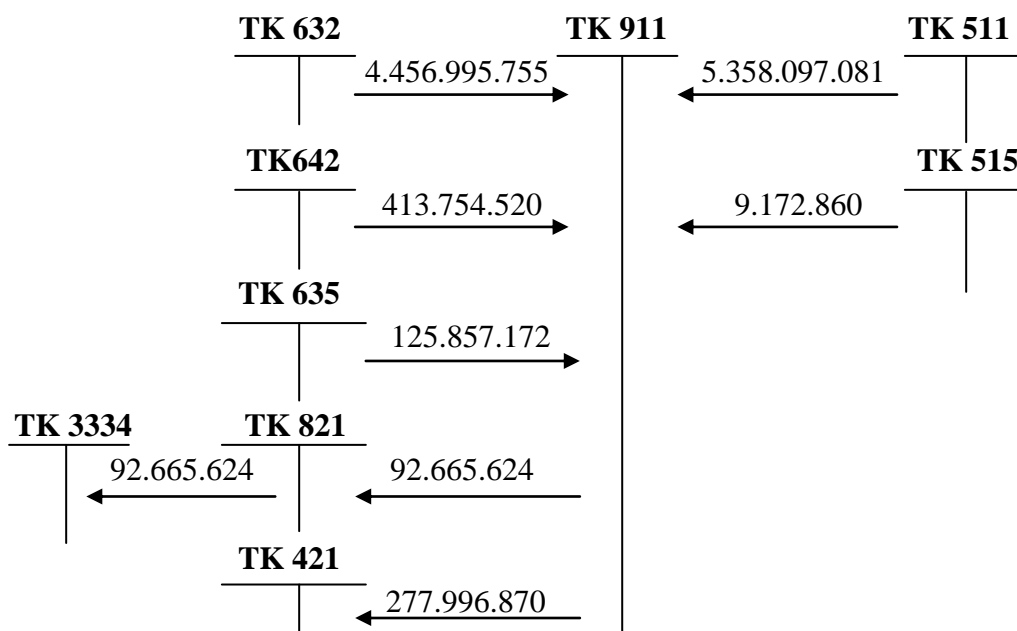 TK 632 TK 911 TK 511
4.456.995.755 5.358.097.081
TK642 TK 515
413.754.520 9.172.860
TK 635
125.857.172
TK 3334 TK 821
92.665.624 92.665.624
TK 421
277.996.870